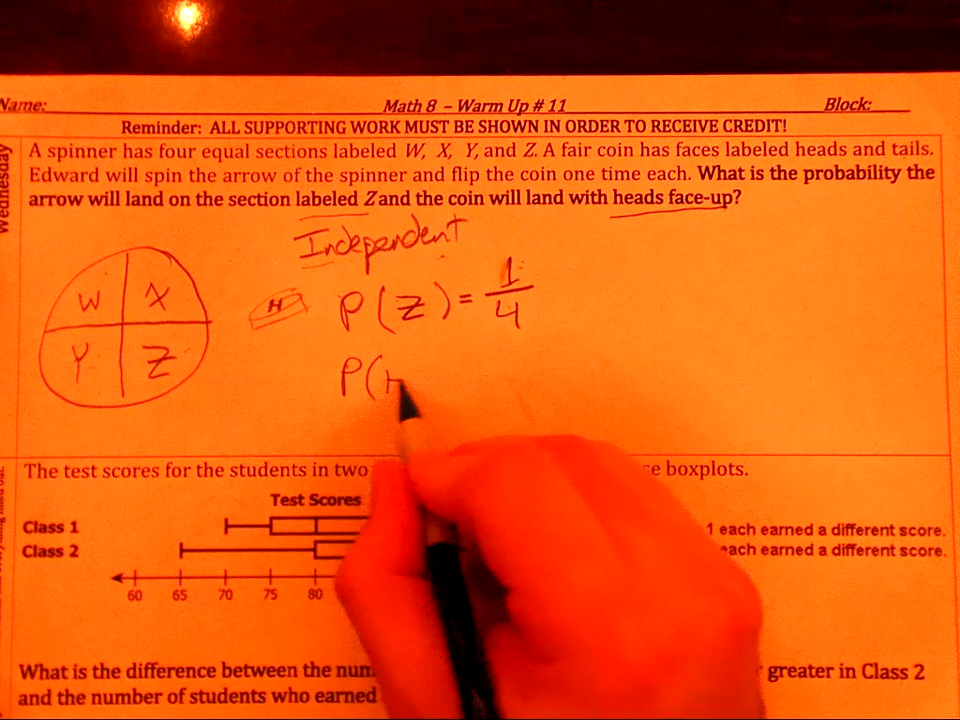 Name: Math 8 – Warm Up # 11 Block:
Reminder: ALL SUPPORTING WORK MUST BE SHOWN IN ORDER TO RECEIVE CREDIT!
Wednesday
A spinner has four equal sections labeled W, X, Y, and Z. A fair coin has faces labeled heads and tails.
Edward will spin the arrow of the spinner and flip the coin one time each. What is the probability the
arrow will land on the section labeled Z and the coin will land with heads face-up?
Independent
W X
Y Z
H
P(Z) = 1/4
P(H
The test scores for the students in two boxplots.
Test Scores
Class 1
1 each earned a different score.
Class 2
each earned a different score.
60 65 70 75 80
What is the difference between the greater in Class 2
and the number of students who earned